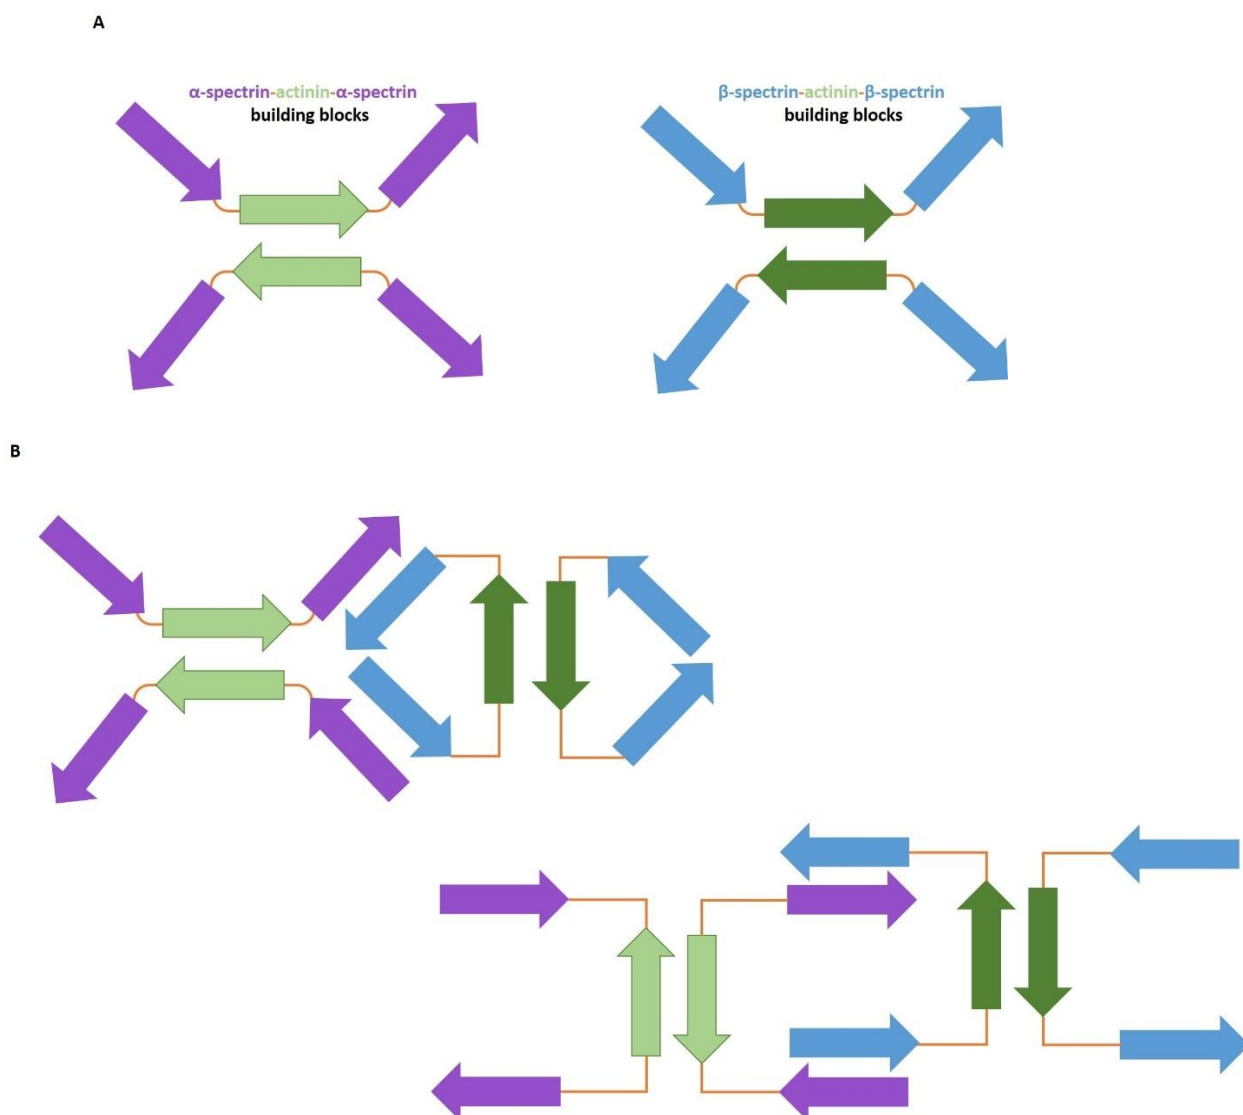 A
α-spectrin-actinin-α-spectrin
building blocks
β-spectrin-actinin-β-spectrin
building blocks
B